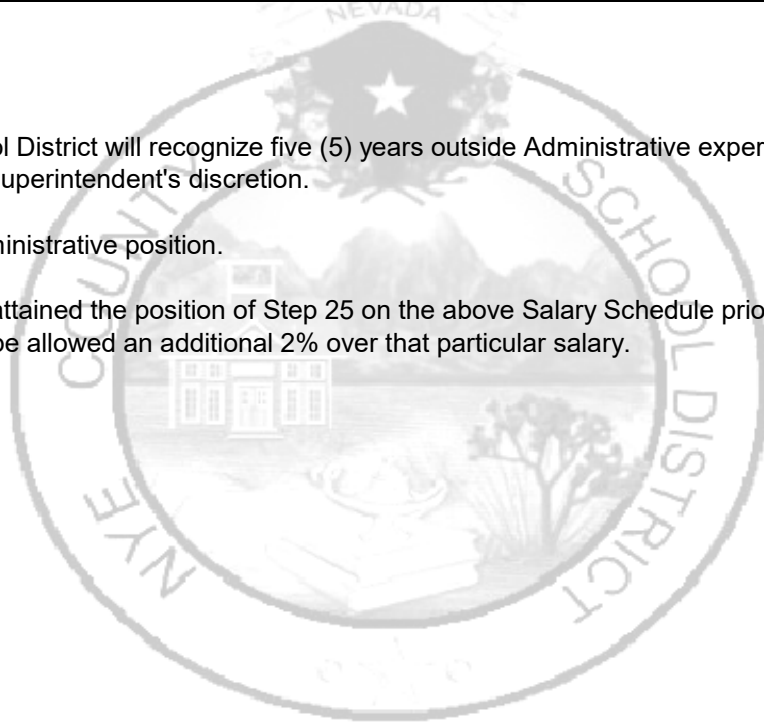 NEVADA
ol District will recognize five (5) years outside Administrative exper
uperintendent's discretion.
ministrative position.
attained the position of Step 25 on the above Salary Schedule prio
be allowed an additional 2% over that particular salary.
NYE COUNTY SCHOOL DISTRICT